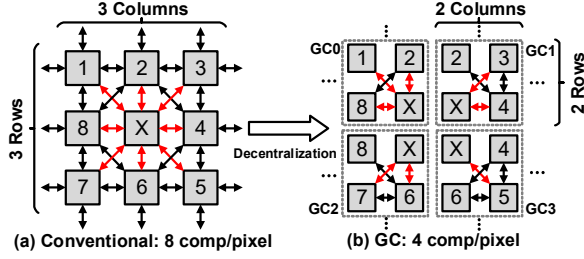 3 Columns
3 Rows
1 2 3
8 X 4
7 6 5
(a) Conventional: 8 comp/pixel
Decentralization
2 Columns
2 Rows
GC0 1 2 2 3 GC1
... ...
8 X X 4
8 X X 4
... ...
GC2 7 6 6 5 GC3
(b) GC: 4 comp/pixel